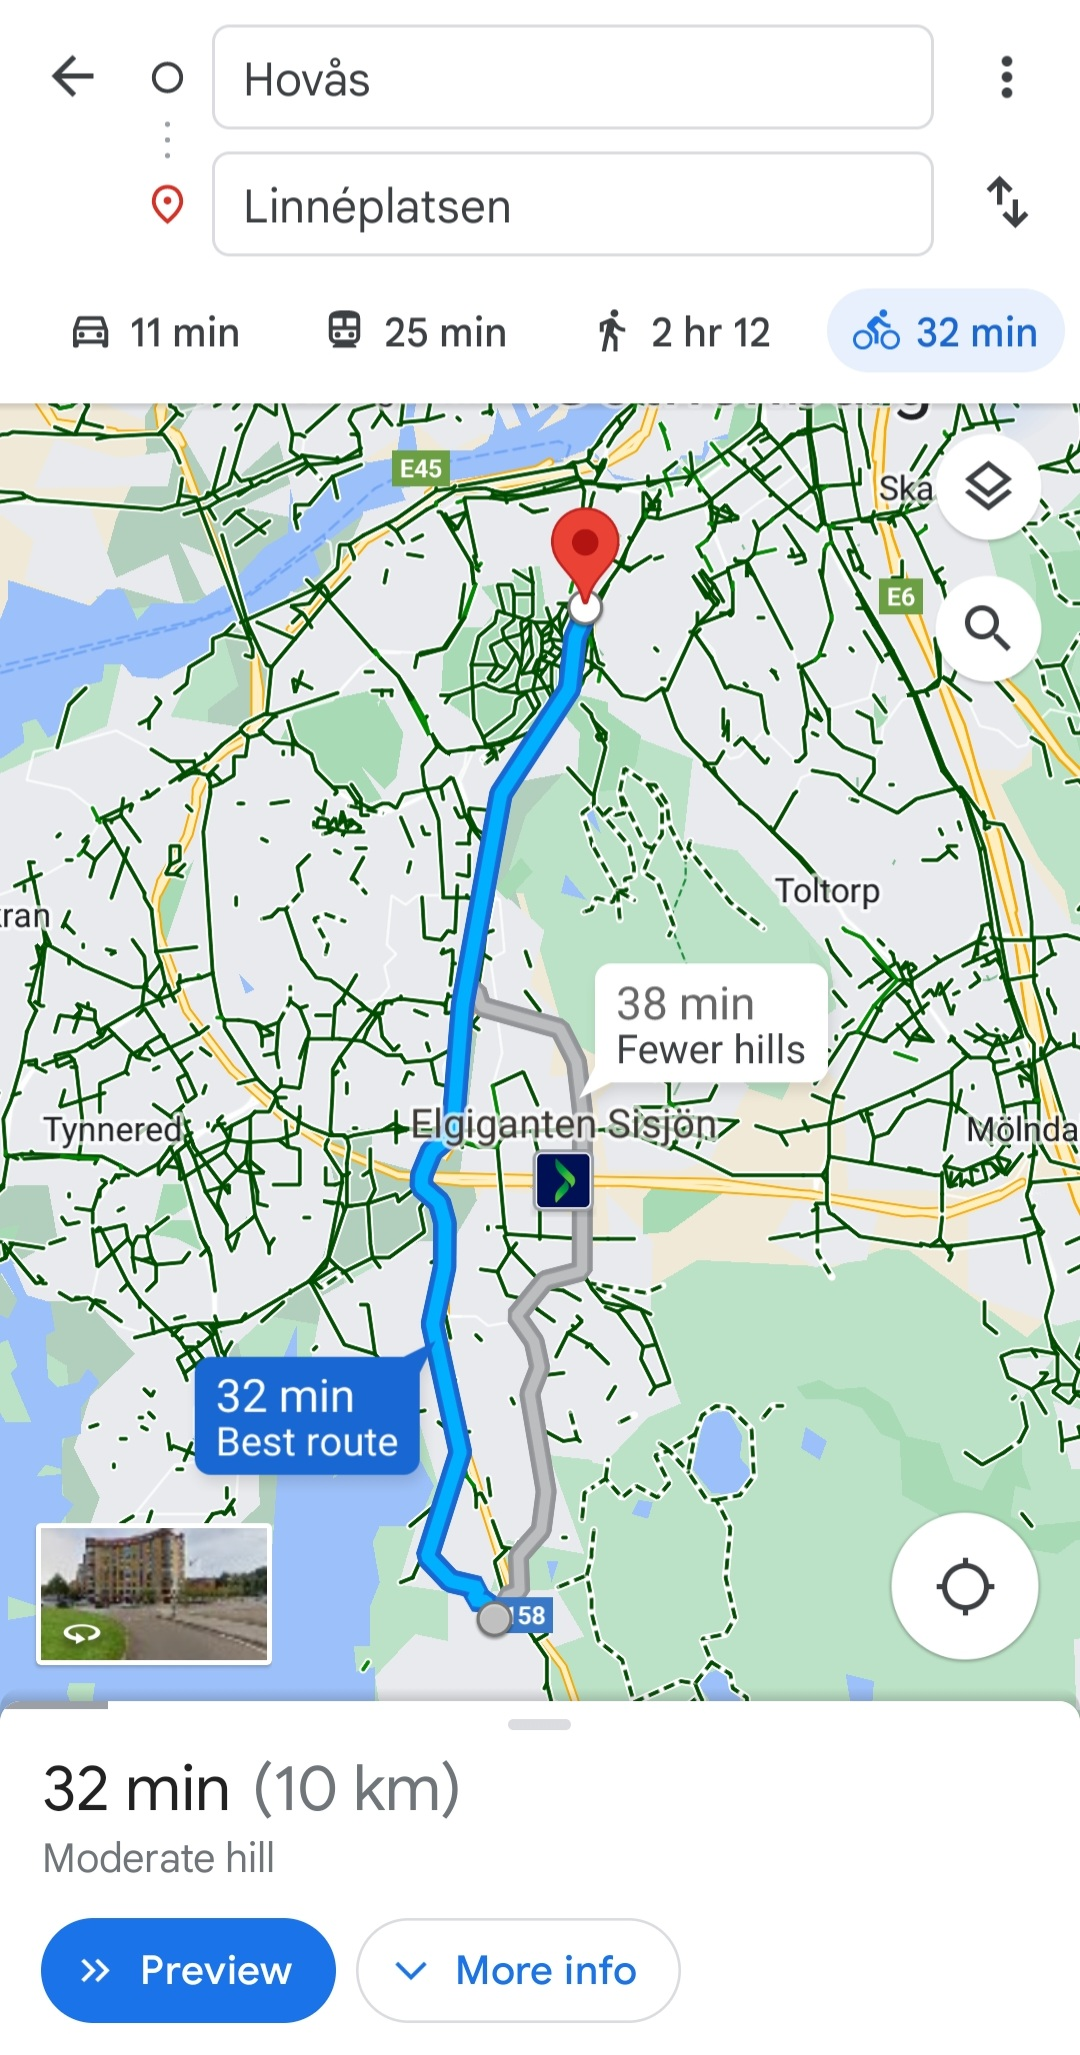 Hovås
Linnéplatsen
11 min
25 min
2 hr 12
32 min
E45
Ska
E6
Toltorp
ran
38 min
Fewer hills
Tynnered
Elgiganten Sisjön
Mölnda
32 min
Best route
158
32 min (10 km)
Moderate hill
Preview
More info